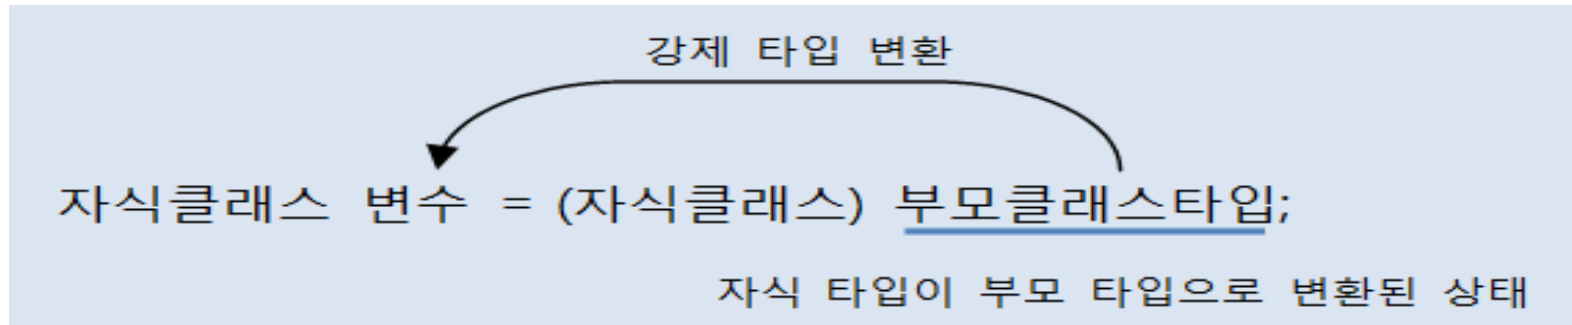 강제 타입 변환
자식클래스 변수 = (자식클래스) 부모클래스타입;
자식 타입이 부모 타입으로 변환된 상태